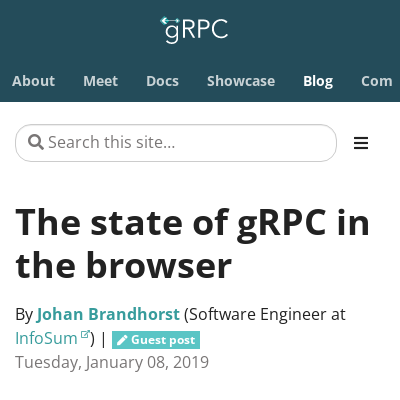 gRPC
About Meet Docs Showcase Blog Com
Search this site…
The state of gRPC in
the browser
By Johan Brandhorst (Software Engineer at
InfoSum) | Guest post
Tuesday, January 08, 2019